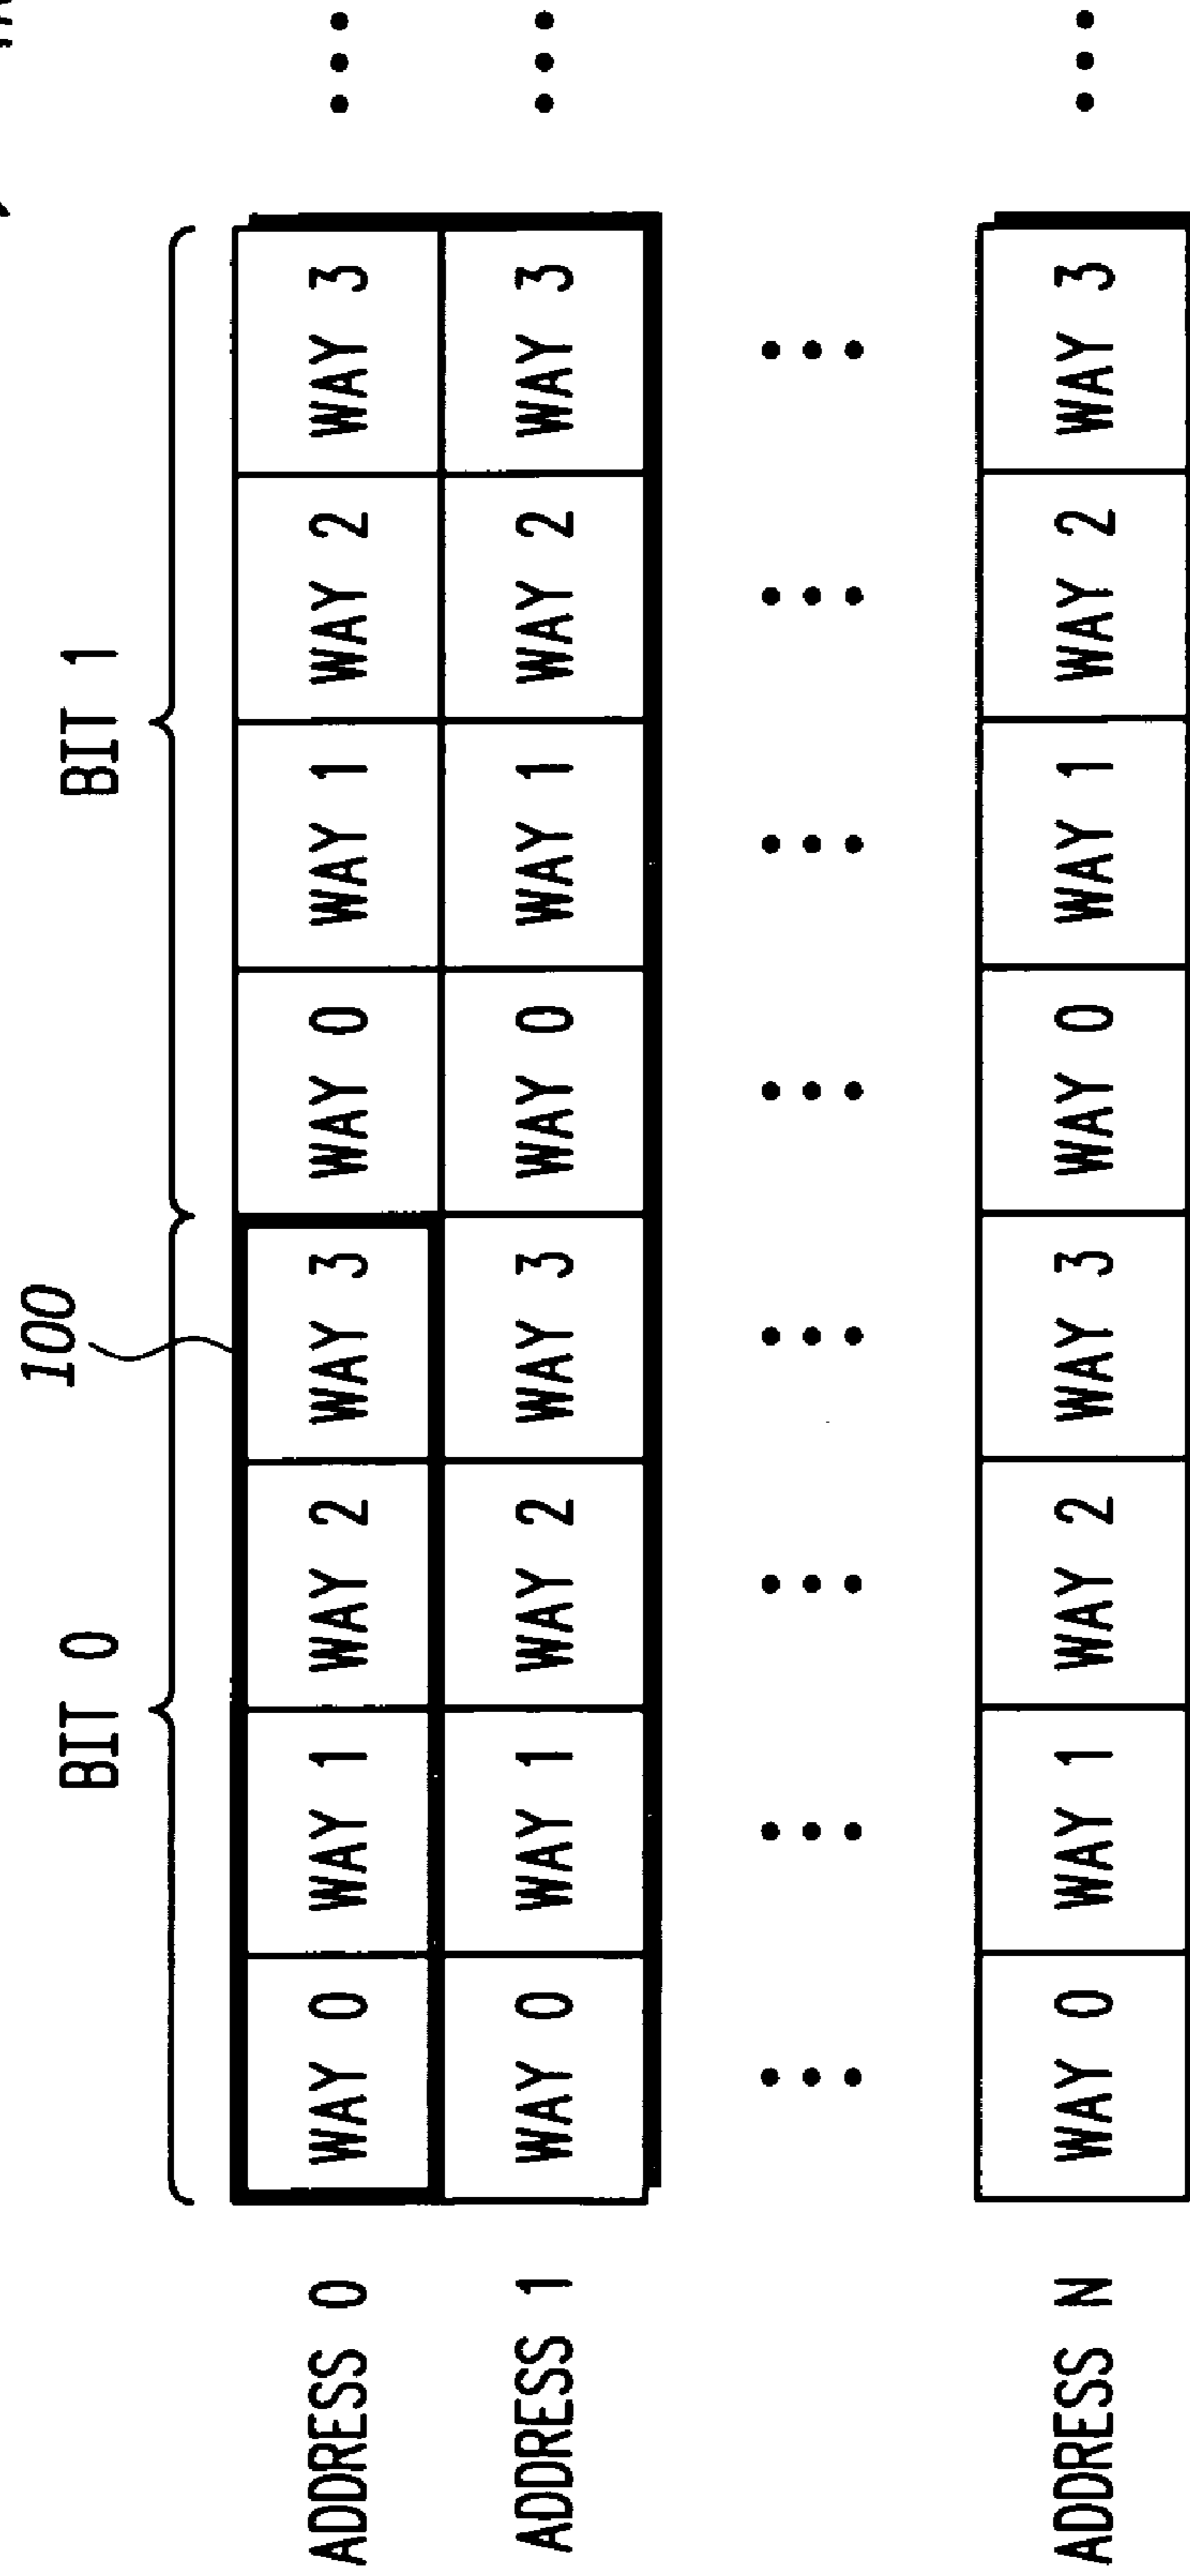 100
BIT 0 BIT 1
ADDRESS 0 WAY 0 WAY 1 WAY 2 WAY 3 WAY 0 WAY 1 WAY 2 WAY 3
ADDRESS 1 WAY 0 WAY 1 WAY 2 WAY 3 WAY 0 WAY 1 WAY 2 WAY 3
ADDRESS N WAY 0 WAY 1 WAY 2 WAY 3 WAY 0 WAY 1 WAY 2 WAY 3